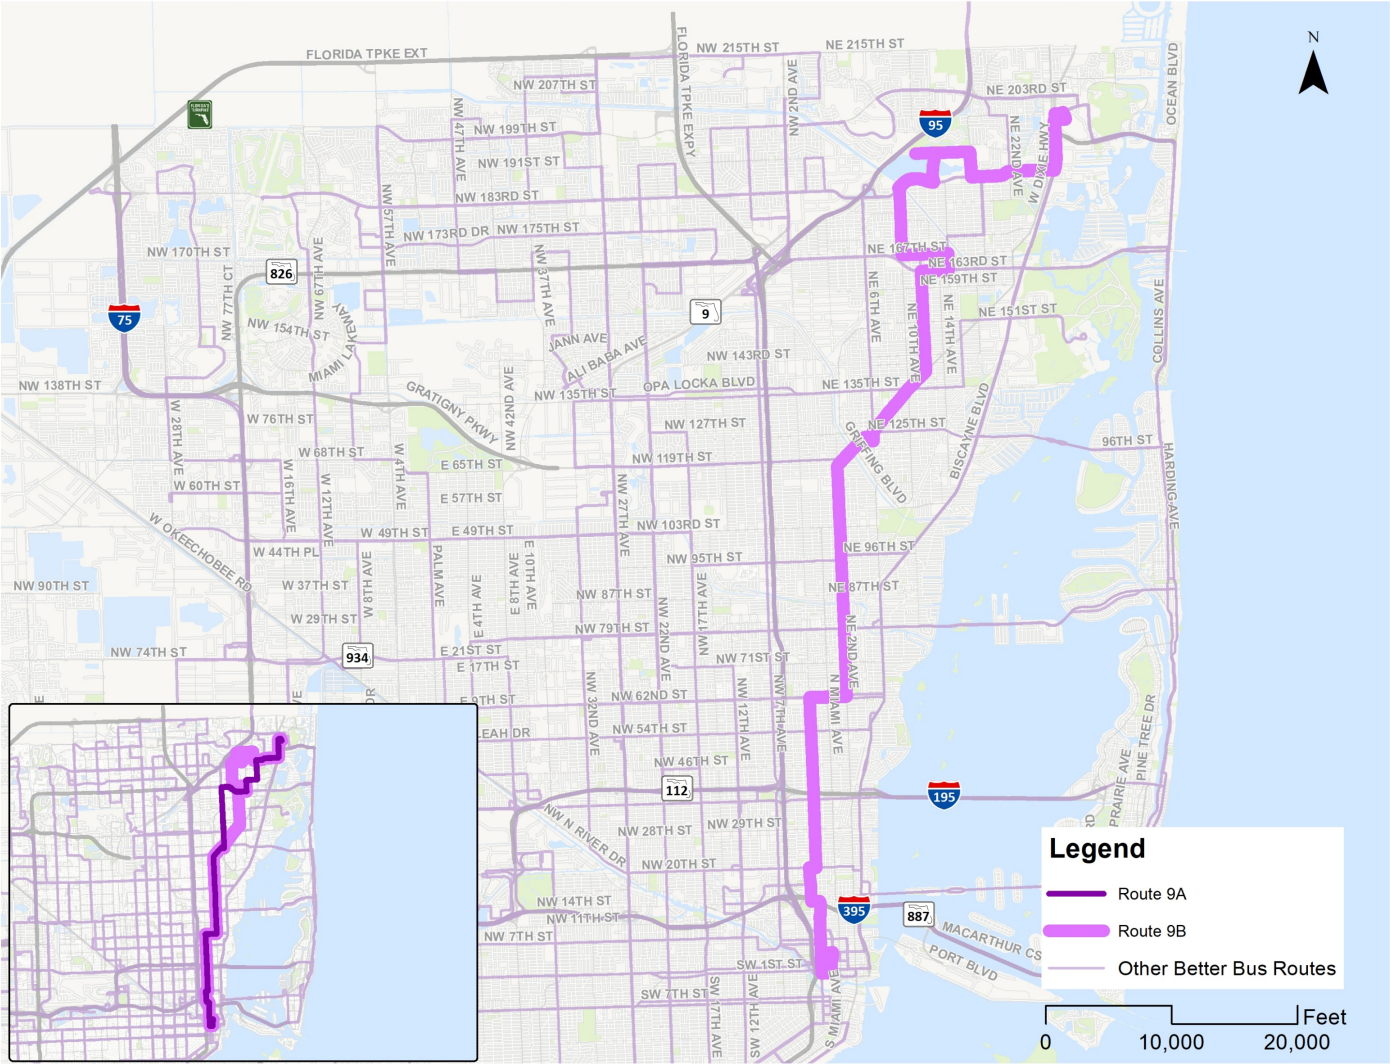 FLORIDA TPKE EXT
FLORIDA TPKE EXPY
NW 215TH ST
NE 215TH ST
OCEAN BLVD
N
NW 207TH ST
NW 2ND AVE
NE 203RD ST
FLORIDA'S TURNPIKE
NW 47TH AVE
NW 199TH ST
95
NE 22ND AVE
W DIXIE HWY
NW 191ST ST
NW 57TH AVE
NW 183RD ST
NW 173RD DR
NW 175TH ST
NW 170TH ST
NW 67TH AVE
NW 37TH AVE
NE 167TH ST
NE 163RD ST
NE 159TH ST
826
NW 77TH CT
9
NE 6TH AVE
NE 10TH AVE
NE 14TH AVE
NE 151ST ST
COLLINS AVE
75
NW 154TH ST
MIAMI LAKEWAY
JANN AVE
ALI BABA AVE
NW 143RD ST
NW 138TH ST
GRATIGNY PKWY
NW 42ND AVE
NW 135TH ST
OPA LOCKA BLVD
NE 135TH ST
W 28TH AVE
W 76TH ST
NW 127TH ST
NE 125TH ST
GRIFFING BLVD
BISCAYNE BLVD
96TH ST
HARDING AVE
W 68TH ST
W 4TH AVE
E 65TH ST
NW 119TH ST
W 60TH ST
W 16TH AVE
W 12TH AVE
E 57TH ST
NW 27TH AVE
W OKEECHOBEE RD
W 49TH ST
E 49TH ST
NW 103RD ST
W 44TH PL
NW 95TH ST
NE 96TH ST
NW 90TH ST
W 37TH ST
W 8TH AVE
PALM AVE
E 4TH AVE
E 8TH AVE
E 10TH AVE
NW 87TH ST
NW 17TH AVE
NE 87TH ST
W 29TH ST
NW 22ND AVE
NW 79TH ST
NE 2ND AVE
NW 74TH ST
934
E 21ST ST
E 17TH ST
NW 71ST ST
E 9TH ST
NW 32ND AVE
NW 62ND ST
NW 12TH AVE
NW 7TH AVE
N MIAMI AVE
LEAH DR
NW 54TH ST
NW 46TH ST
PINE TREE DR
PRAIRIE AVE
112
195
NW N RIVER DR
NW 28TH ST
NW 29TH ST
NW 20TH ST
NW 14TH ST
NW 11TH ST
395
887
NW 7TH ST
MACARTHUR CS
PORT BLVD
SW 1ST ST
SW 7TH ST
SW 17TH AVE
SW 12TH AVE
S MIAMI AVE
Legend
Route 9A
Route 9B
Other Better Bus Routes
Feet
0 10,000 20,000